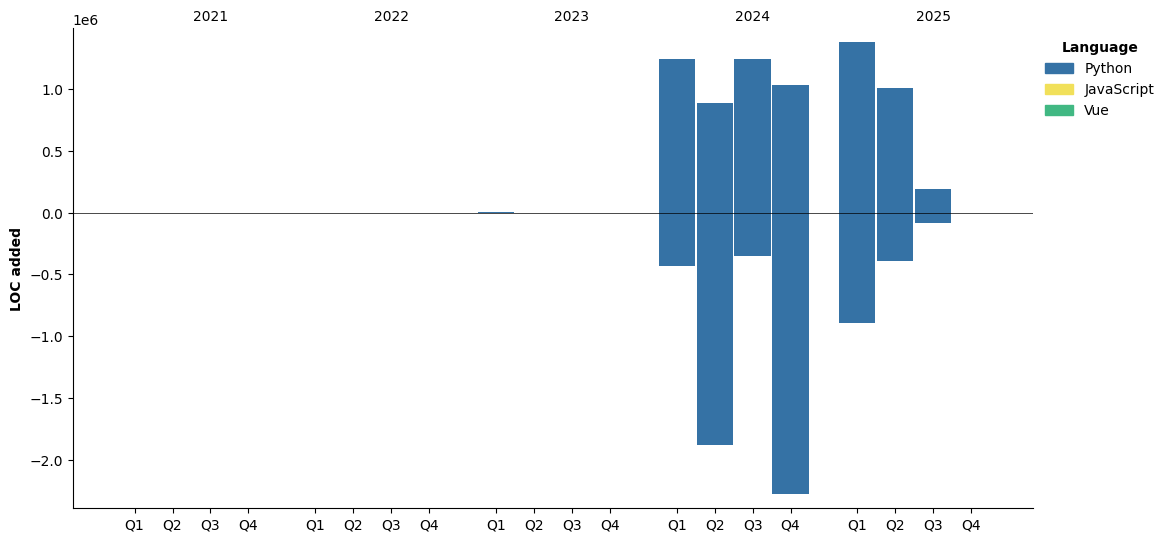 1e6
2021 2022 2023 2024 2025
Language
Python
JavaScript
Vue
1.0
0.5
0.0
−0.5
−1.0
−1.5
−2.0
LOC added
Q1 Q2 Q3 Q4 Q1 Q2 Q3 Q4 Q1 Q2 Q3 Q4 Q1 Q2 Q3 Q4 Q1 Q2 Q3 Q4